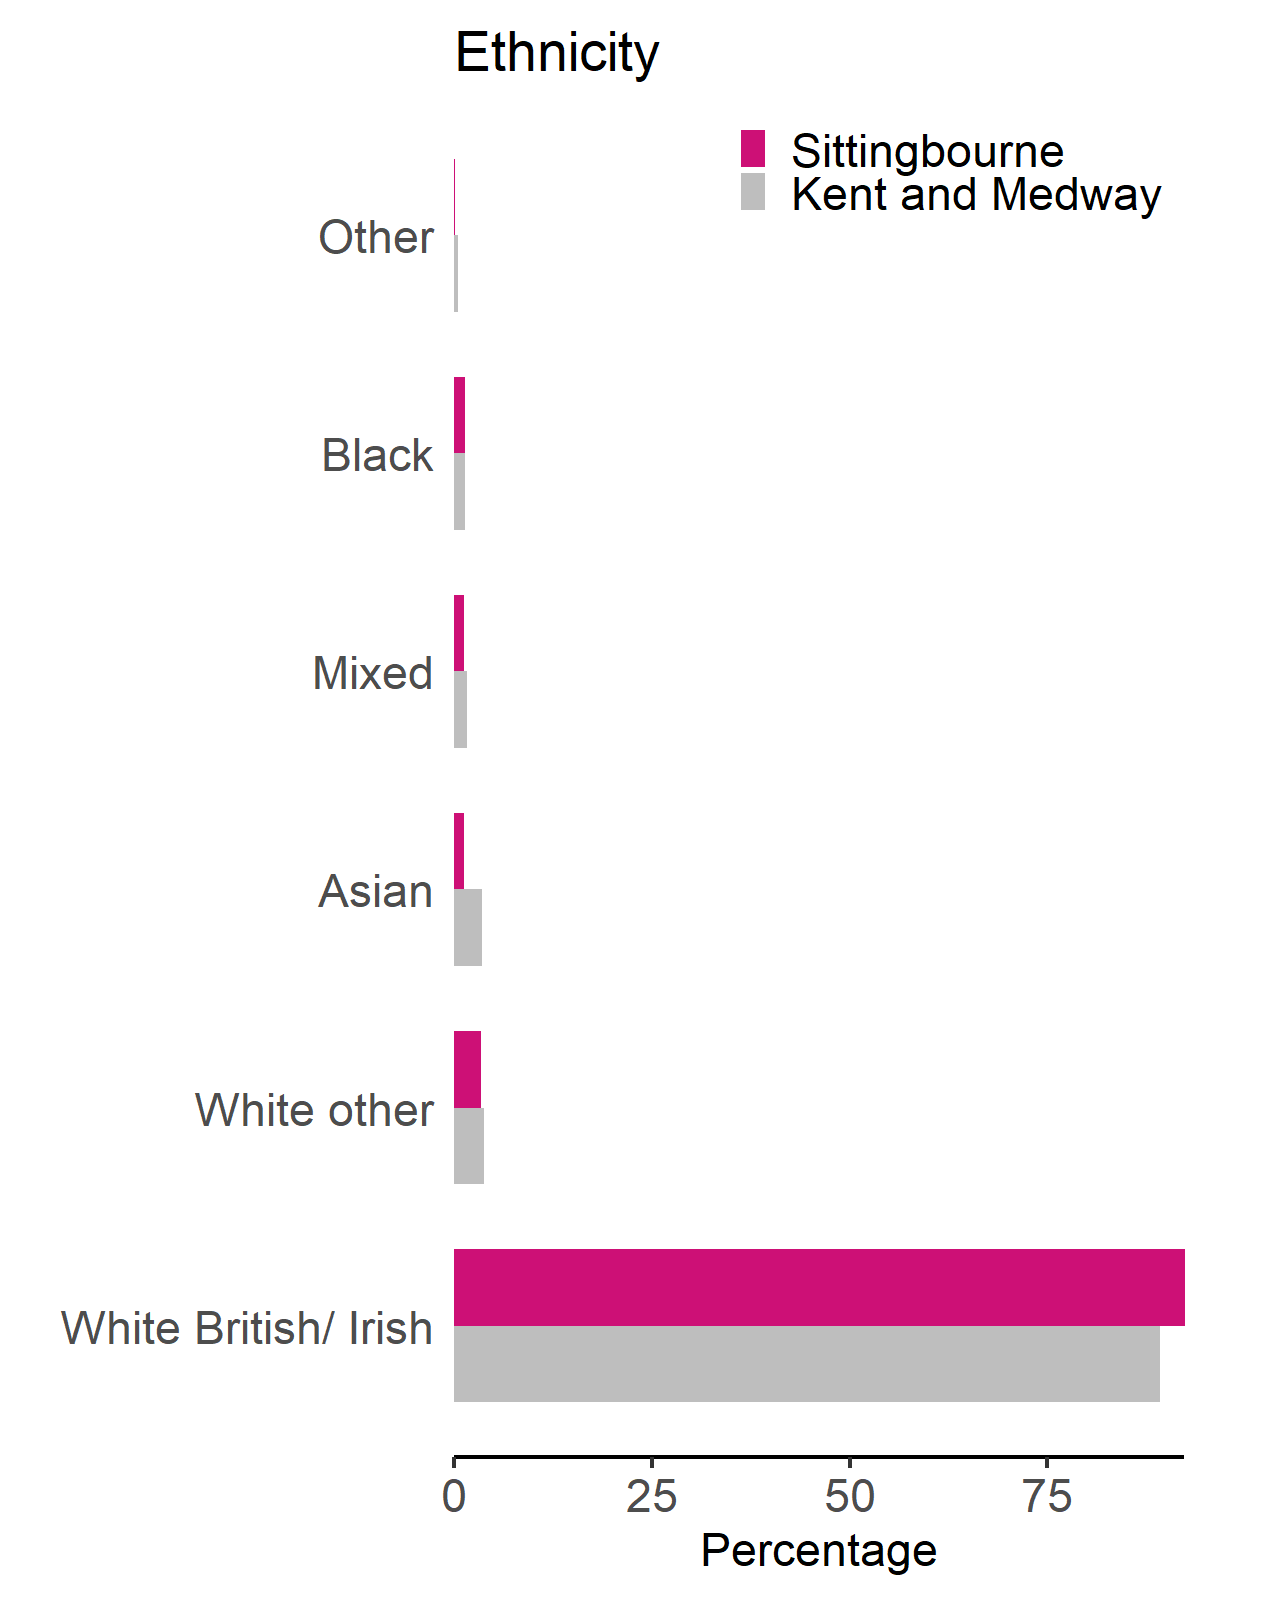 Ethnicity
Sittingbourne
Kent and Medway
Other
Black
Mixed
Asian
White other
White British/ Irish
0 25 50 75
Percentage